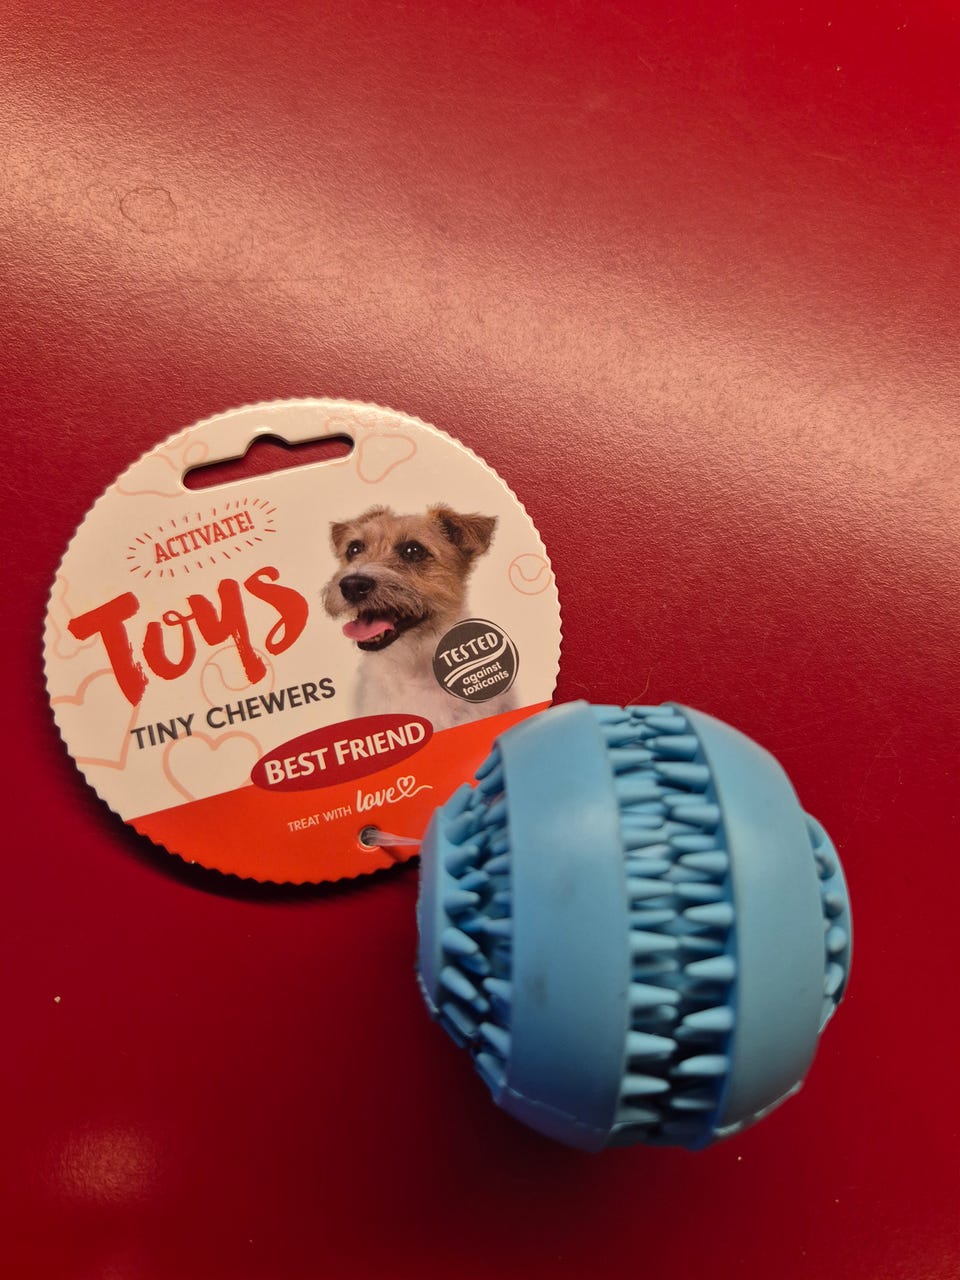 ACTIVATE!
Toys
TINY CHEWERS
TESTED
against
toxicants
BEST FRIEND
TREAT WITH love